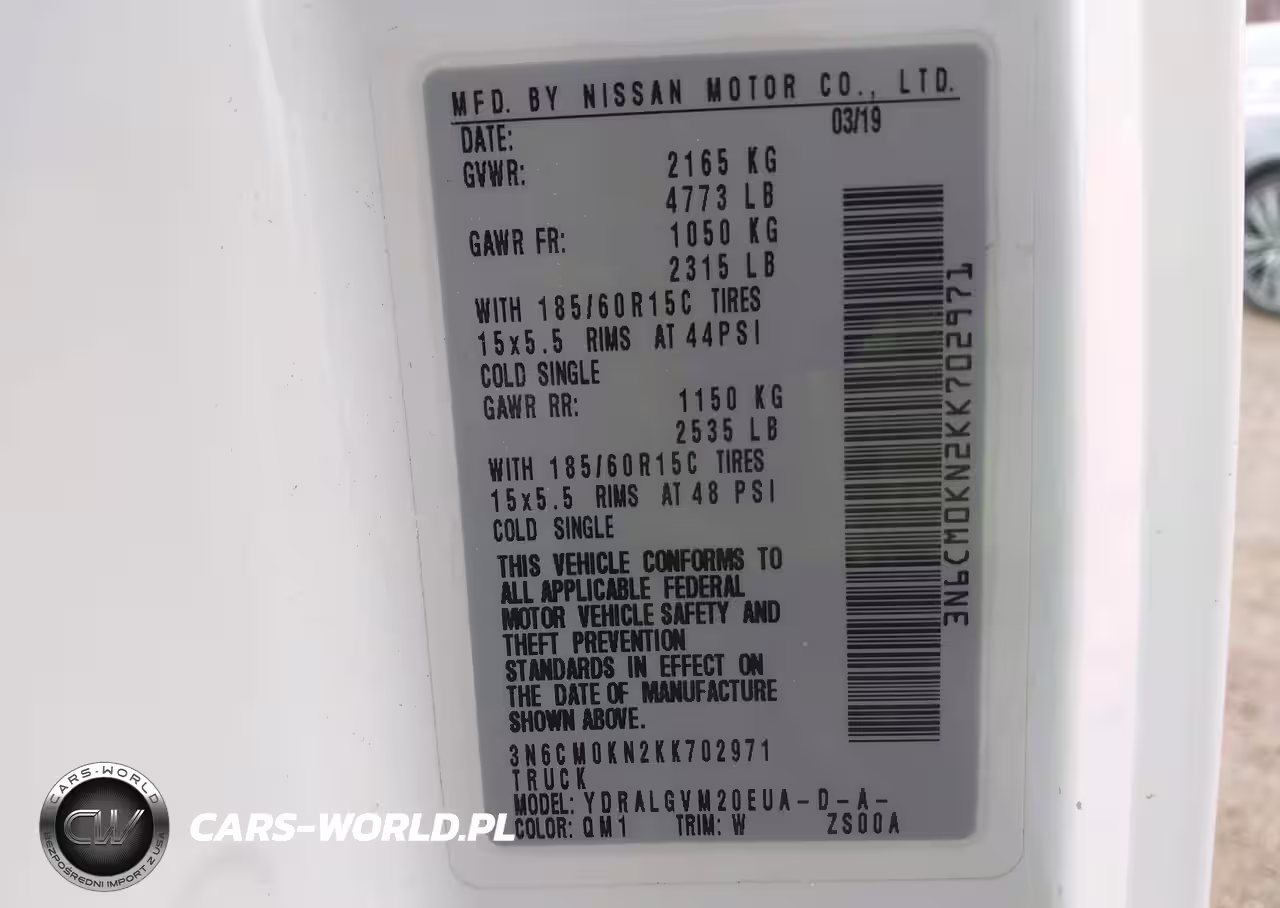 MFD. BY NISSAN MOTOR CO., LTD.
DATE: 03/19
GVWR: 2165 KG
4773 LB
GAWR FR: 1050 KG
2315 LB
WITH 185/60R15C TIRES
15x5.5 RIMS AT 44PSI
COLD SINGLE
GAWR RR: 1150 KG
2535 LB
WITH 185/60R15C TIRES
15x5.5 RIMS AT 48 PSI
COLD SINGLE
THIS VEHICLE CONFORMS TO
ALL APPLICABLE FEDERAL
MOTOR VEHICLE SAFETY AND
THEFT PREVENTION
STANDARDS IN EFFECT ON
THE DATE OF MANUFACTURE
SHOWN ABOVE.
3N6CM0KN2KK702971
TRUCK
MODEL: YDRALGVM20EUA-D-A-
COLOR: QM1 TRIM: W ZS00A
3N6CM0KN2KK702971
CARS-WORLD
CW
BEZPOŚREDNI IMPORT Z USA
CARS-WORLD.PL